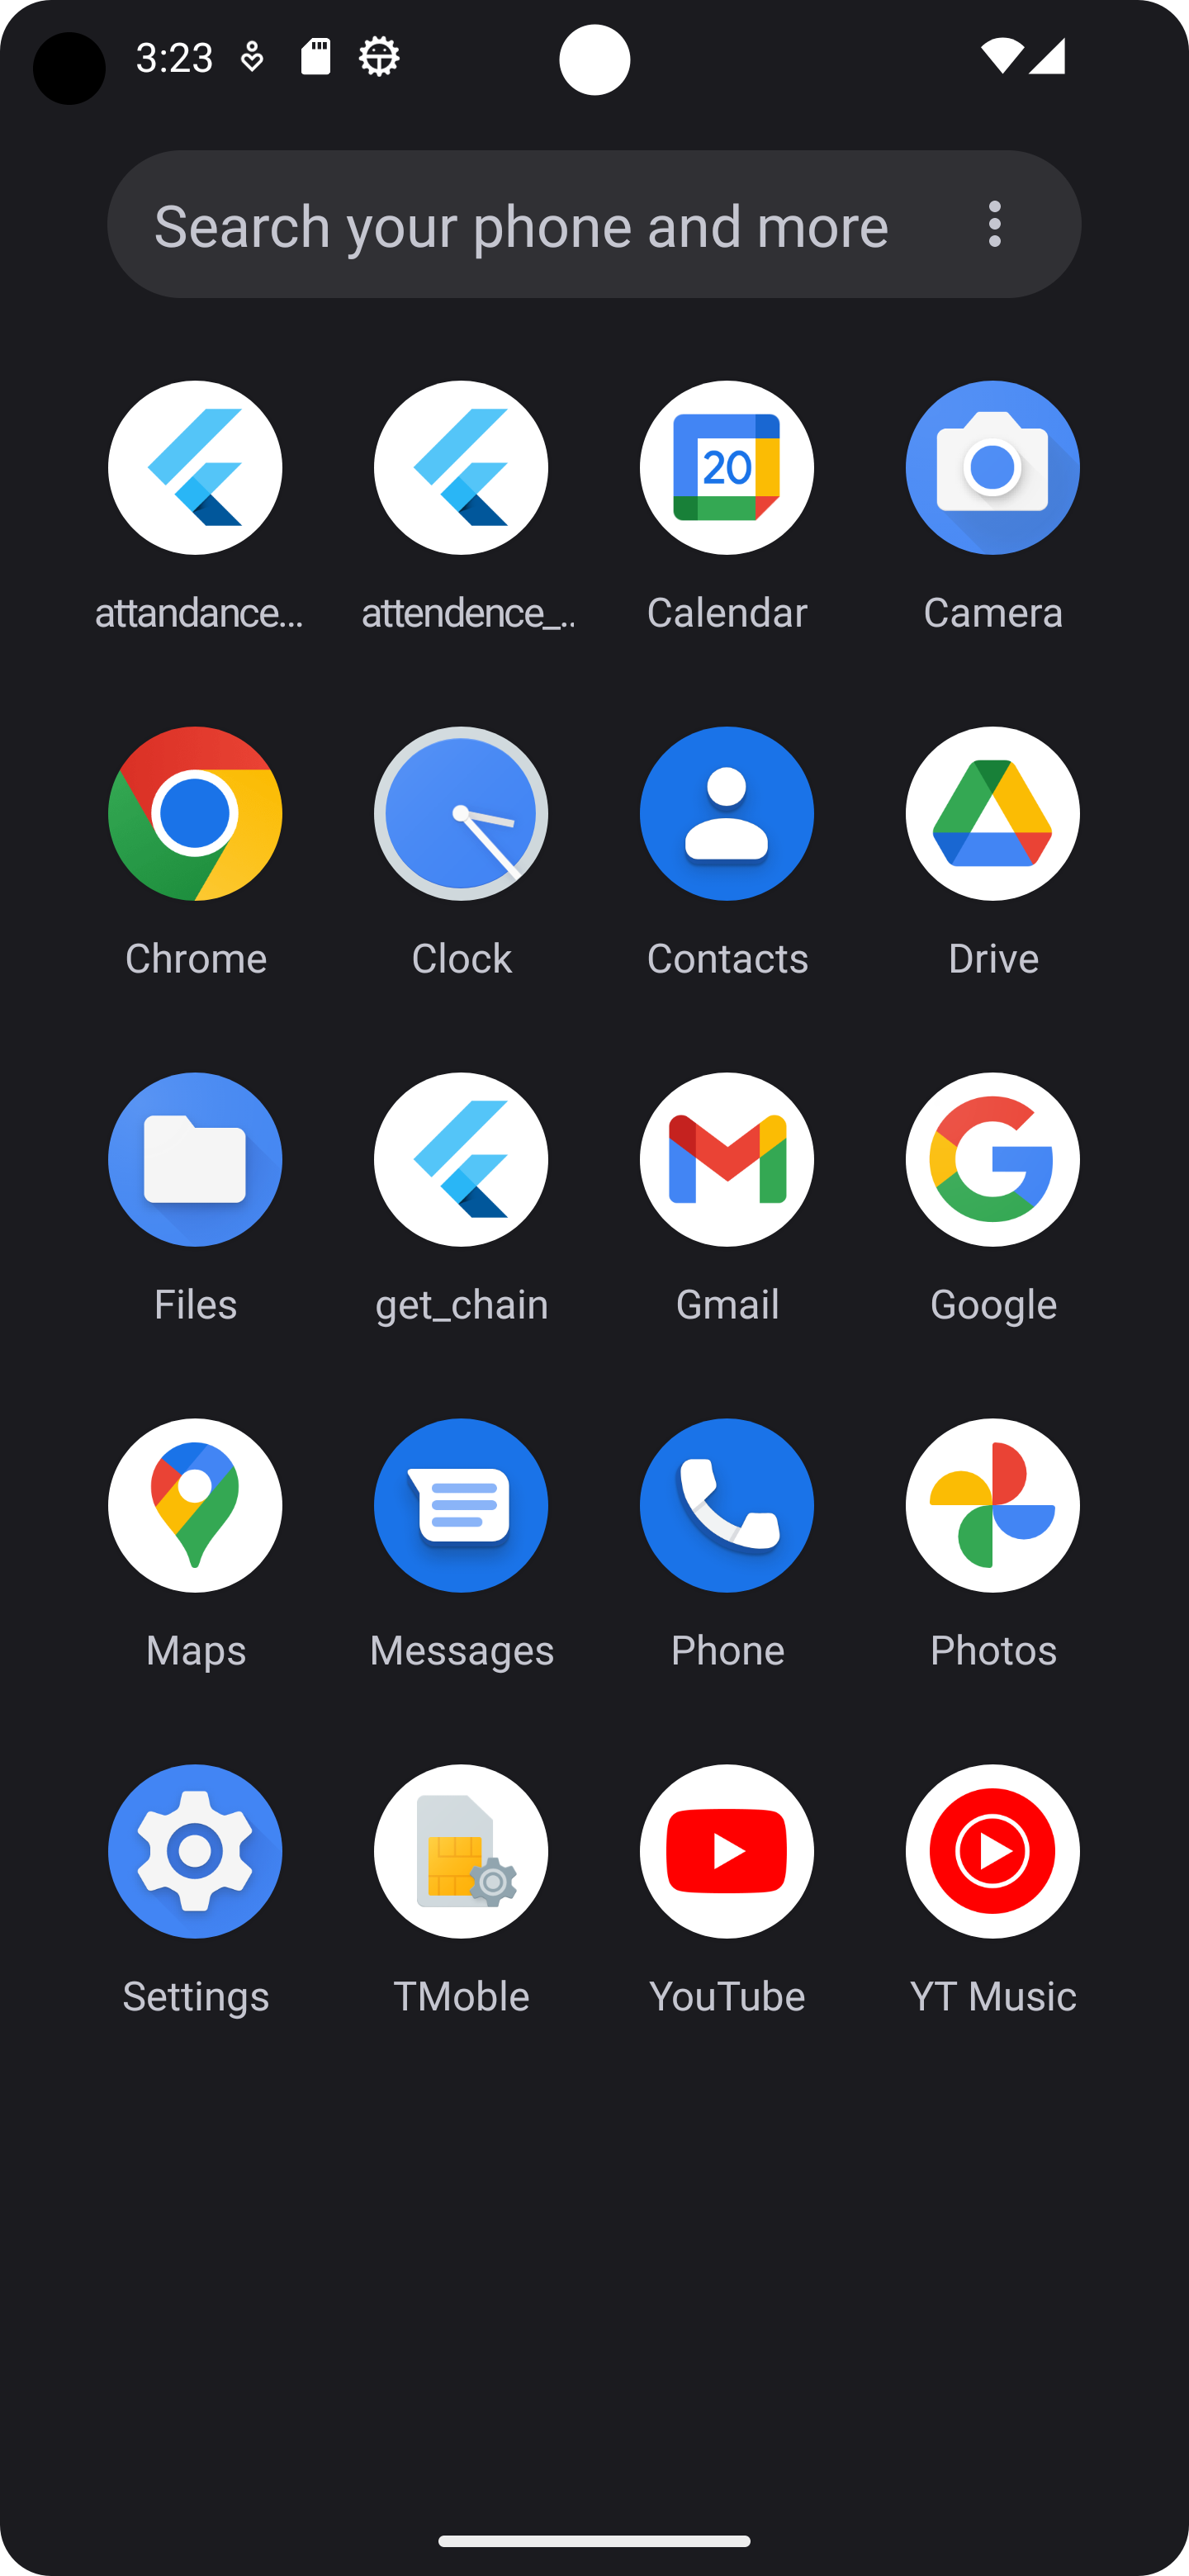 3:23
Search your phone and more
20
attandance...
attendence_..
Calendar
Camera
Chrome
Clock
Contacts
Drive
Files
get_chain
Gmail
Google
Maps
Messages
Phone
Photos
Settings
TMoble
YouTube
YT Music